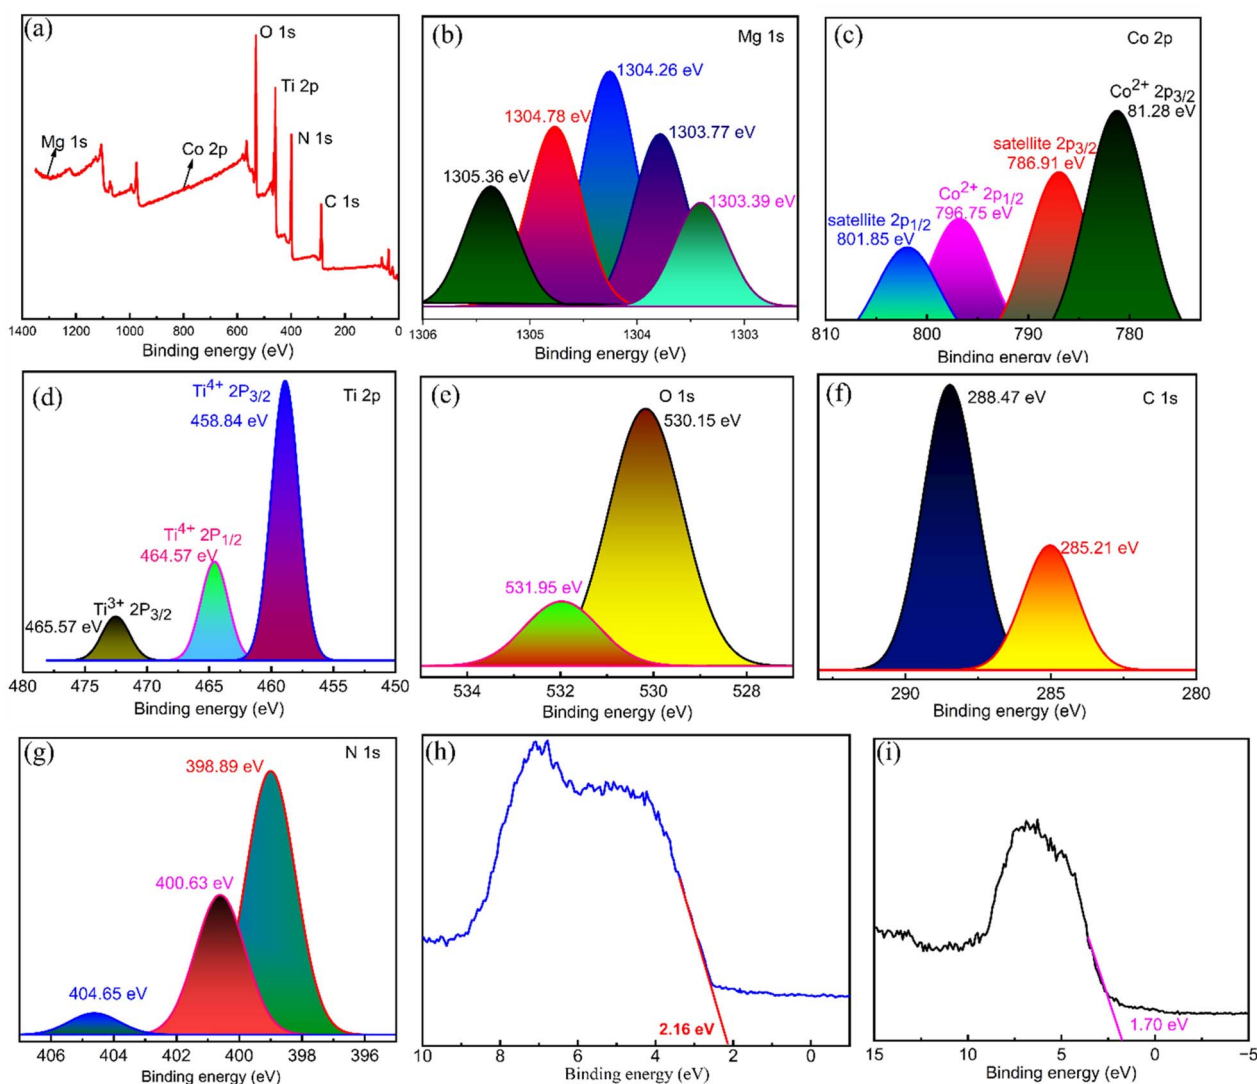 (a)
O 1s
Ti 2p
N 1s
Mg 1s
Co 2p
C 1s
1400 1200 1000 800 600 400 200 0
Binding energy (eV)
(b)
Mg 1s
1304.26 eV
1304.78 eV
1303.77 eV
1305.36 eV
1303.39 eV
1306 1305 1304 1303
Binding energy (eV)
(c)
Co 2p
Co2+ 2p3/2
81.28 eV
satellite 2p3/2
786.91 eV
Co2+ 2p1/2
796.75 eV
satellite 2p1/2
801.85 eV
810 800 790 780
Binding energy (eV)
(d)
Ti4+ 2P3/2
Ti 2p
458.84 eV
Ti4+ 2P1/2
464.57 eV
Ti3+ 2P3/2
465.57 eV
480 475 470 465 460 455 450
Binding energy (eV)
(e)
O 1s
530.15 eV
531.95 eV
534 532 530 528
Binding energy (eV)
(f)
288.47 eV
C 1s
285.21 eV
290 285 280
Binding energy (eV)
(g)
N 1s
398.89 eV
400.63 eV
404.65 eV
406 404 402 400 398 396
Binding energy (eV)
(h)
2.16 eV
10 8 6 4 2 0
Binding energy (eV)
(i)
1.70 eV
15 10 5 0 −5
Binding energy (eV)